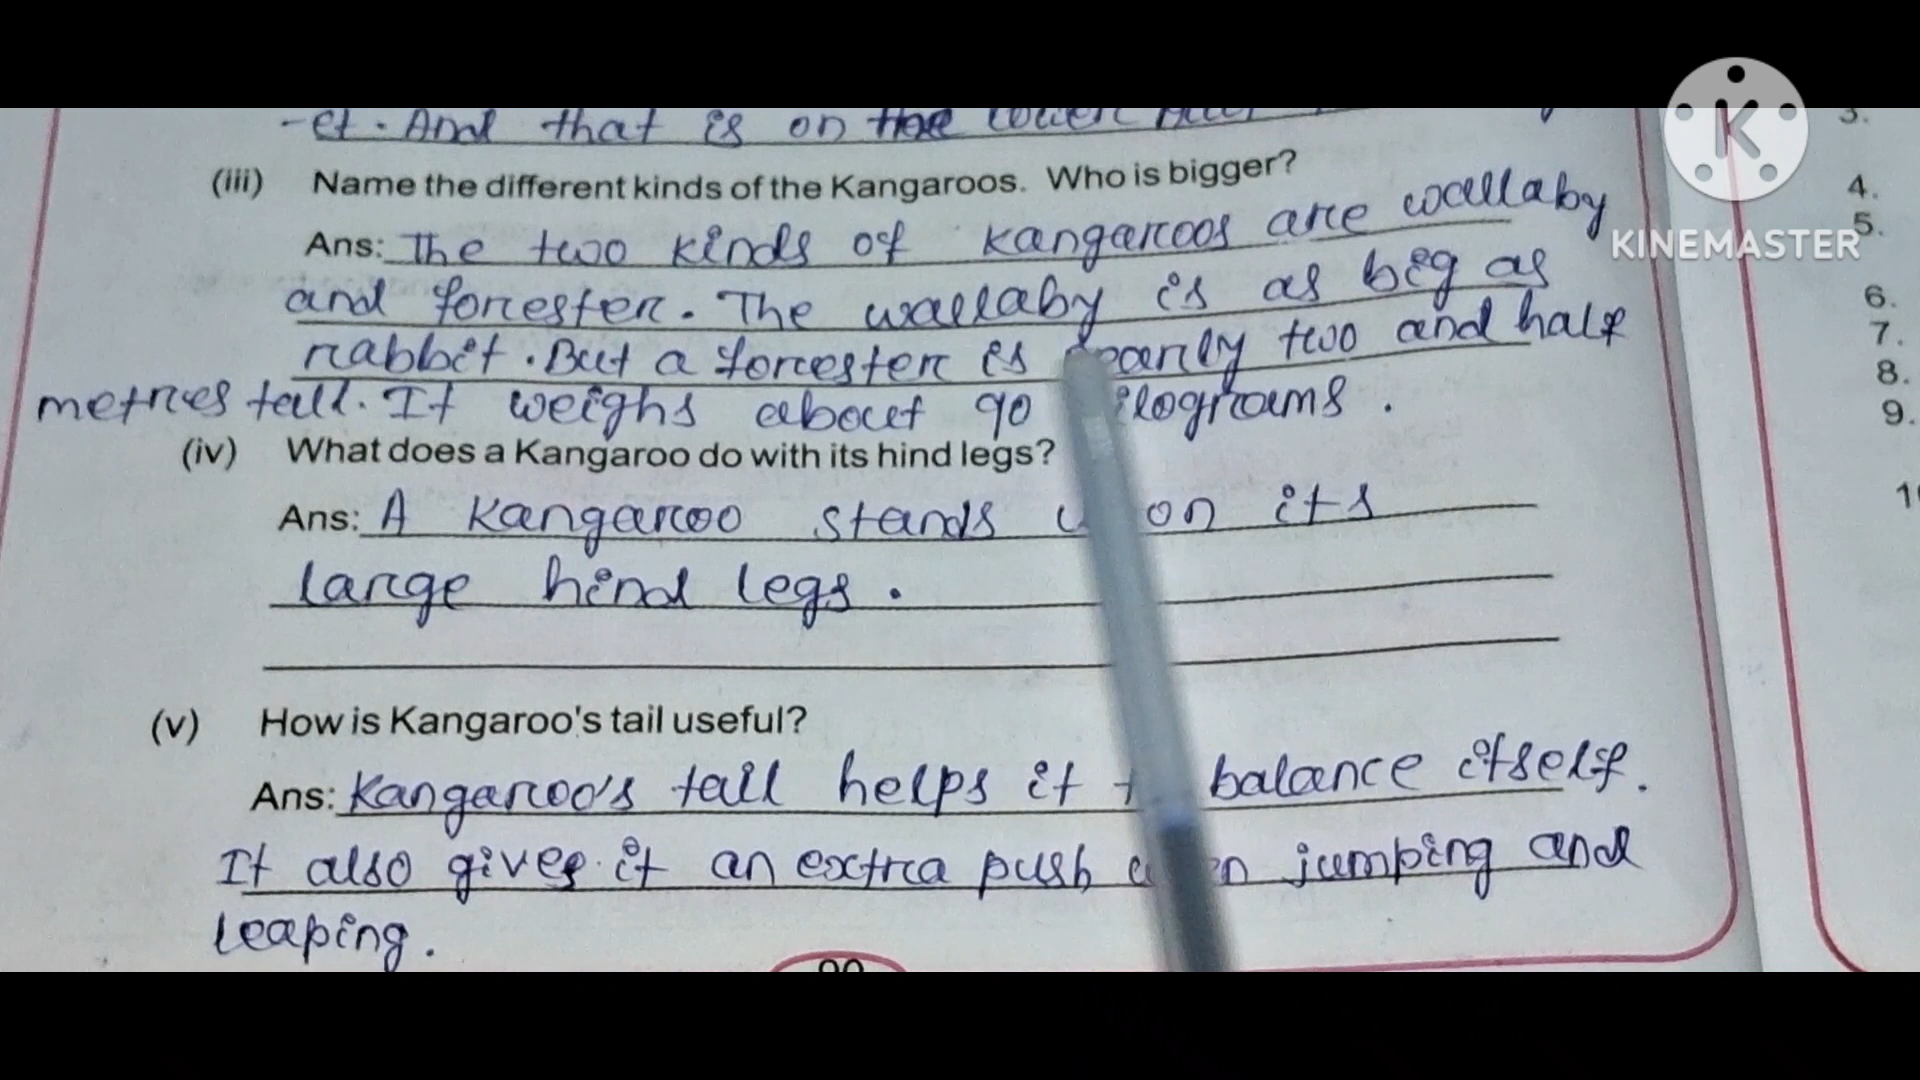 -et. And that is on the lower
(iii) Name the different kinds of the Kangaroos. Who is bigger?
Ans: The two kinds of kangaroos are wallaby
and forester. The wallaby is as big as
rabbit. But a forester is two and half
metres tall. It weighs about 90
(iv) What does a Kangaroo do with its hind legs?
Ans: A kangaroo stands on its
large hind legs.
(v) How is Kangaroo's tail useful?
Ans: Kangaroo's tail helps it balance itself.
It also gives it an extra push jumping and
leaping.
3.
4.
5.
6.
7.
8.
9.
KINEMASTER